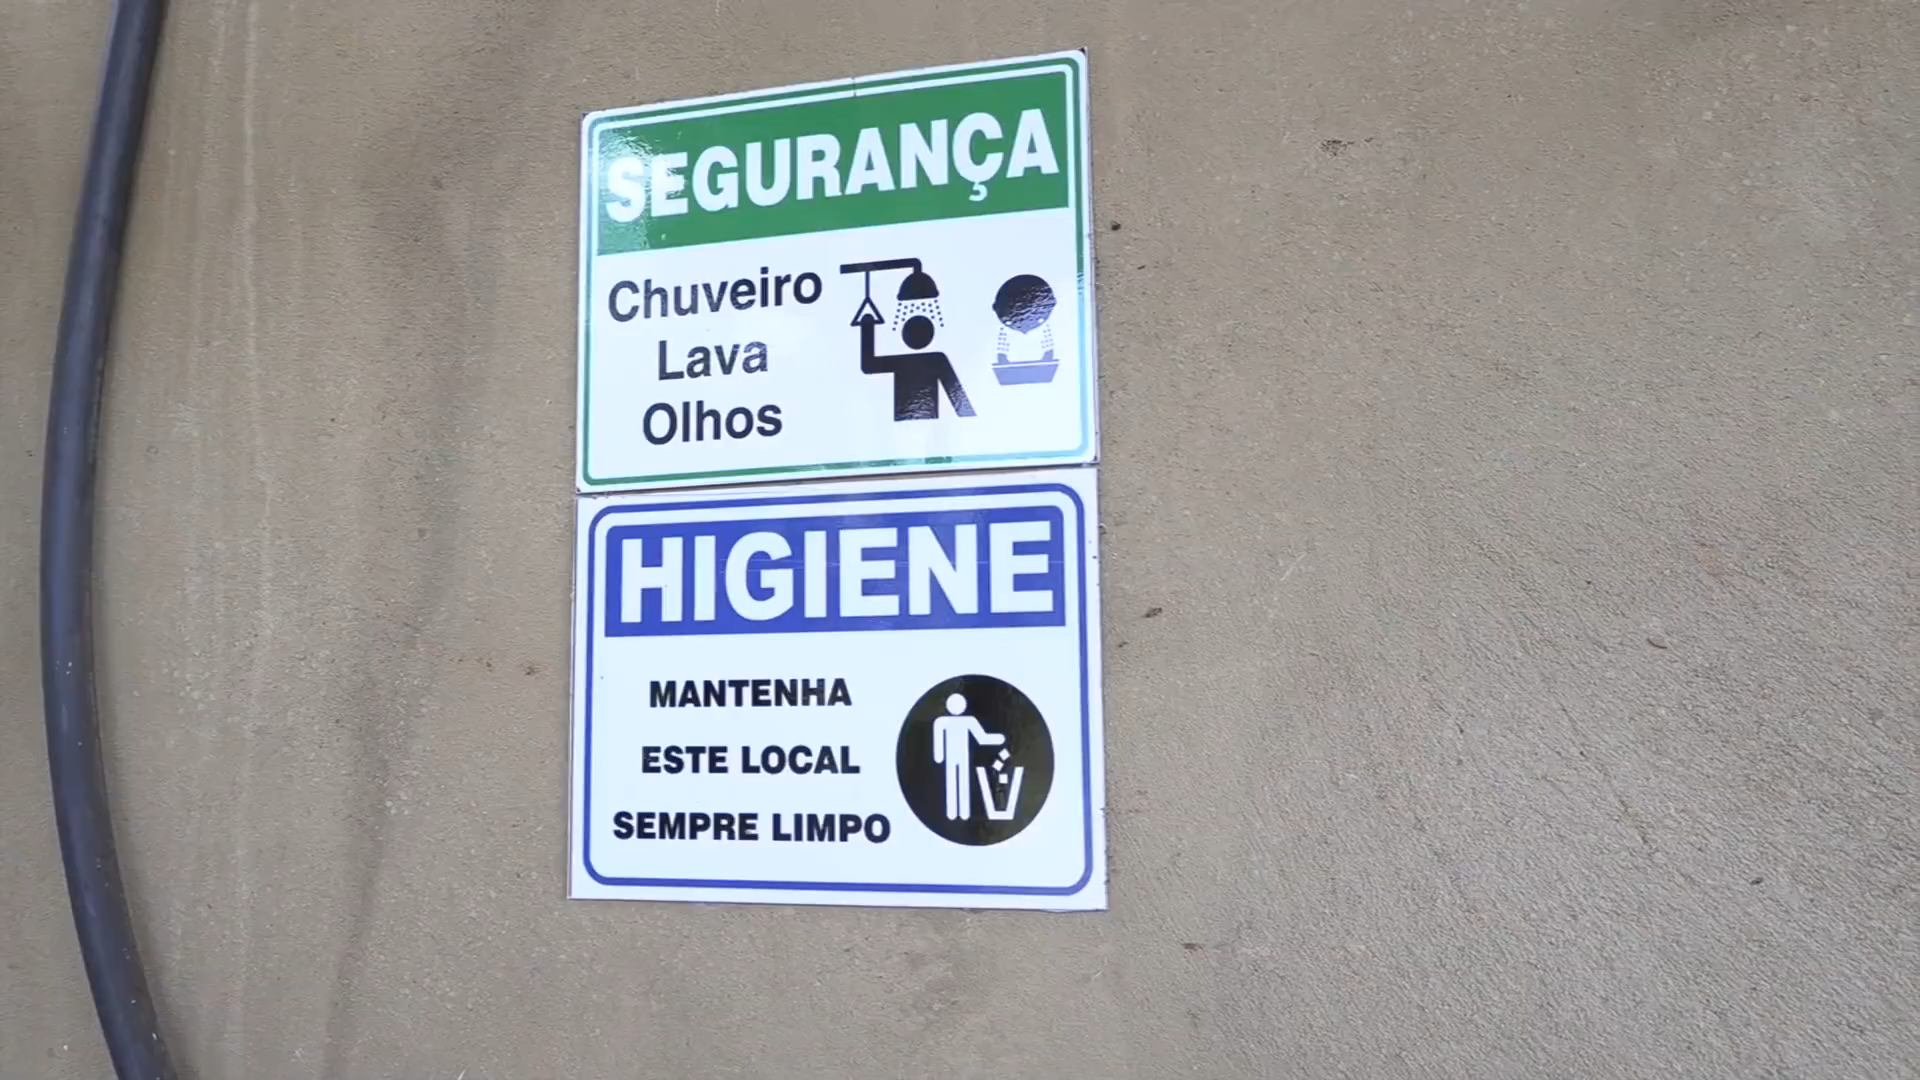 SEGURANÇA
Chuveiro
Lava
Olhos
HIGIENE
MANTENHA
ESTE LOCAL
SEMPRE LIMPO